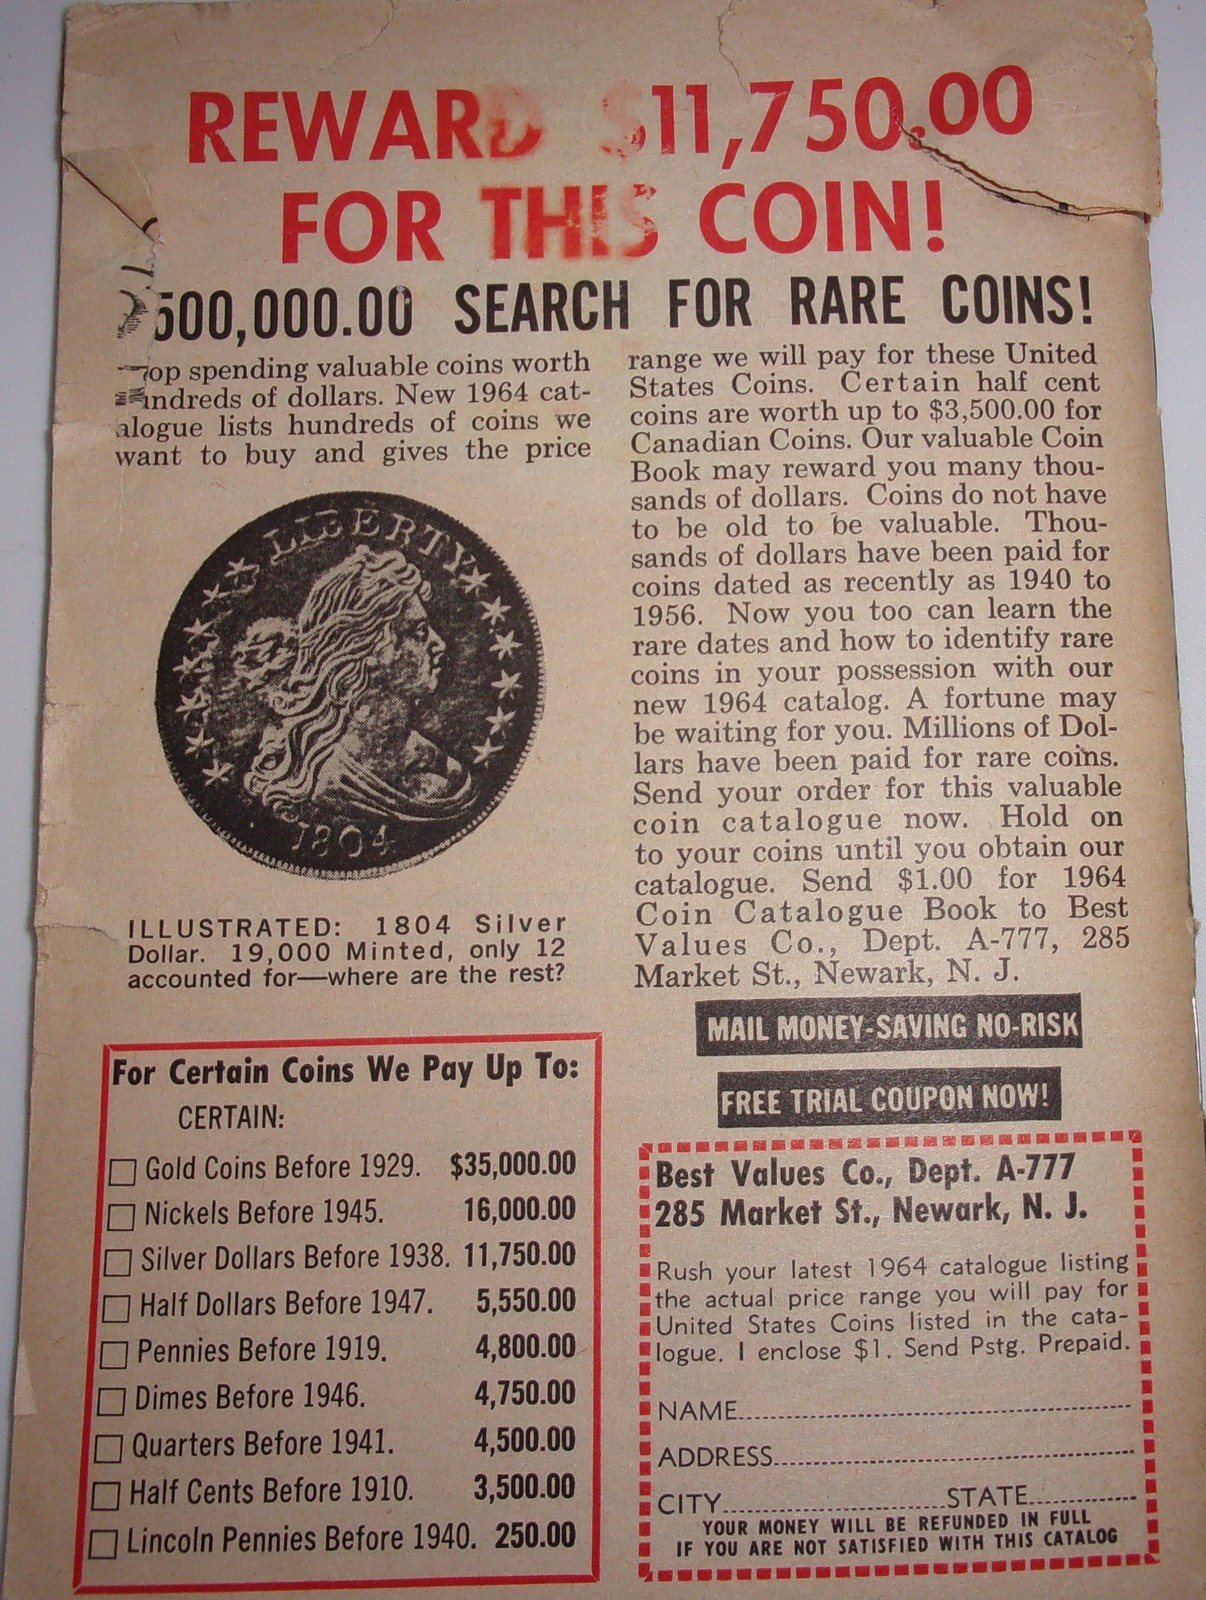 REWARD $11,750.00
FOR THIS COIN!
500,000.00 SEARCH FOR RARE COINS!
spending valuable coins worth
of dollars. New 1964 cat-
alogue lists hundreds of coins we
want to buy and gives the price
LIBERTY
1804
ILLUSTRATED: 1804 Silver
Dollar. 19,000 Minted, only 12
accounted for—where are the rest?
range we will pay for these United
States Coins. Certain half cent
coins are worth up to $3,500.00 for
Canadian Coins. Our valuable Coin
Book may reward you many thou-
sands of dollars. Coins do not have
to be old to be valuable. Thou-
sands of dollars have been paid for
coins dated as recently as 1940 to
1956. Now you too can learn the
rare dates and how to identify rare
coins in your possession with our
new 1964 catalog. A fortune may
be waiting for you. Millions of Dol-
lars have been paid for rare coins.
Send your order for this valuable
coin catalogue now. Hold on
to your coins until you obtain our
catalogue. Send $1.00 for 1964
Coin Catalogue Book to Best
Values Co., Dept. A-777, 285
Market St., Newark, N. J.
MAIL MONEY-SAVING NO-RISK
FREE TRIAL COUPON NOW!
For Certain Coins We Pay Up To:
CERTAIN:
Gold Coins Before 1929. $35,000.00
Nickels Before 1945. 16,000.00
Silver Dollars Before 1938. 11,750.00
Half Dollars Before 1947. 5,550.00
Pennies Before 1919. 4,800.00
Dimes Before 1946. 4,750.00
Quarters Before 1941. 4,500.00
Half Cents Before 1910. 3,500.00
Lincoln Pennies Before 1940. 250.00
Best Values Co., Dept. A-777
285 Market St., Newark, N. J.
Rush your latest 1964 catalogue listing
the actual price range you will pay for
United States Coins listed in the cata-
logue. I enclose $1. Send Pstg. Prepaid.
NAME
ADDRESS
CITY STATE
YOUR MONEY WILL BE REFUNDED IN FULL
IF YOU ARE NOT SATISFIED WITH THIS CATALOG